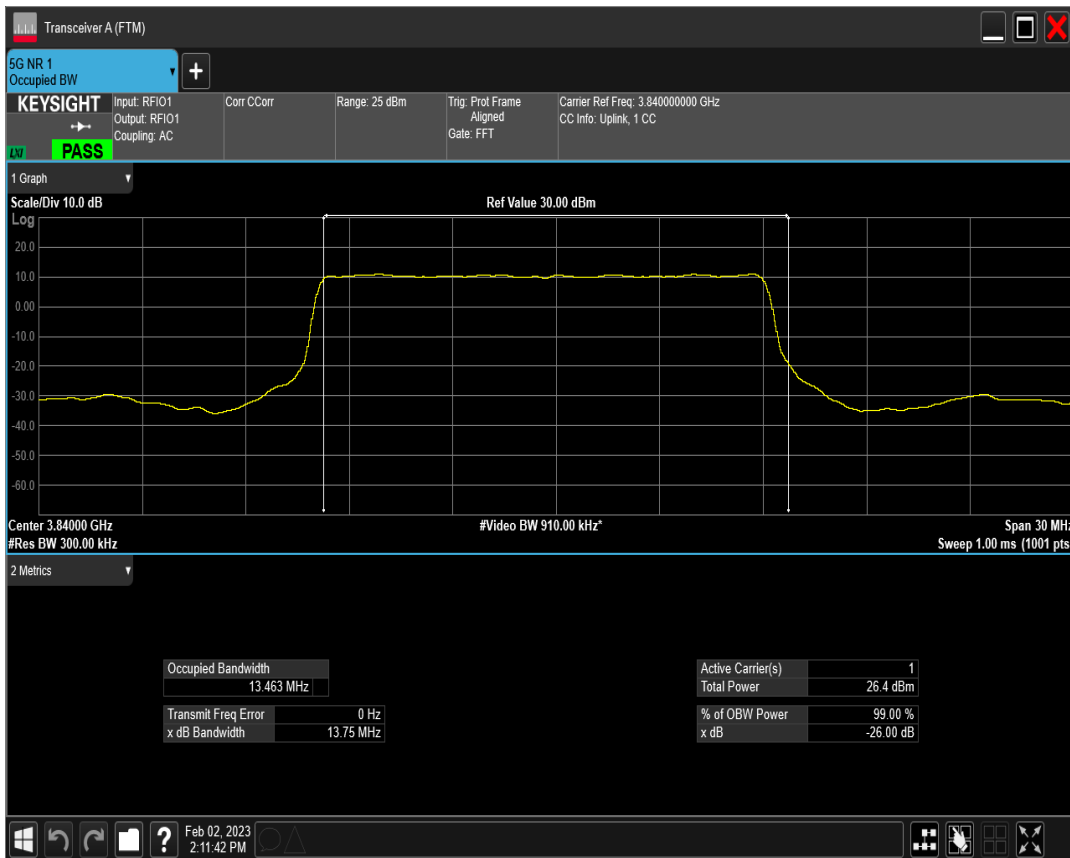 Transceiver A (FTM)
5G NR 1
Occupied BW
+
KEYSIGHT
LXI
PASS
Input: RFIO1
Output: RFIO1
Coupling: AC
Corr CCorr
Range: 25 dBm
Trig: Prot Frame
Aligned
Gate: FFT
Carrier Ref Freq: 3.840000000 GHz
CC Info: Uplink, 1 CC
1 Graph
Scale/Div 10.0 dB
Ref Value 30.00 dBm
Log
20.0
10.0
0.00
-10.0
-20.0
-30.0
-40.0
-50.0
-60.0
Center 3.84000 GHz
#Video BW 910.00 kHz*
Span 30 MHz
#Res BW 300.00 kHz
Sweep 1.00 ms (1001 pts
2 Metrics
Occupied Bandwidth
13.463 MHz
Transmit Freq Error 0 Hz
x dB Bandwidth 13.75 MHz
Active Carrier(s) 1
Total Power 26.4 dBm
% of OBW Power 99.00 %
x dB -26.00 dB
?
Feb 02, 2023
2:11:42 PM